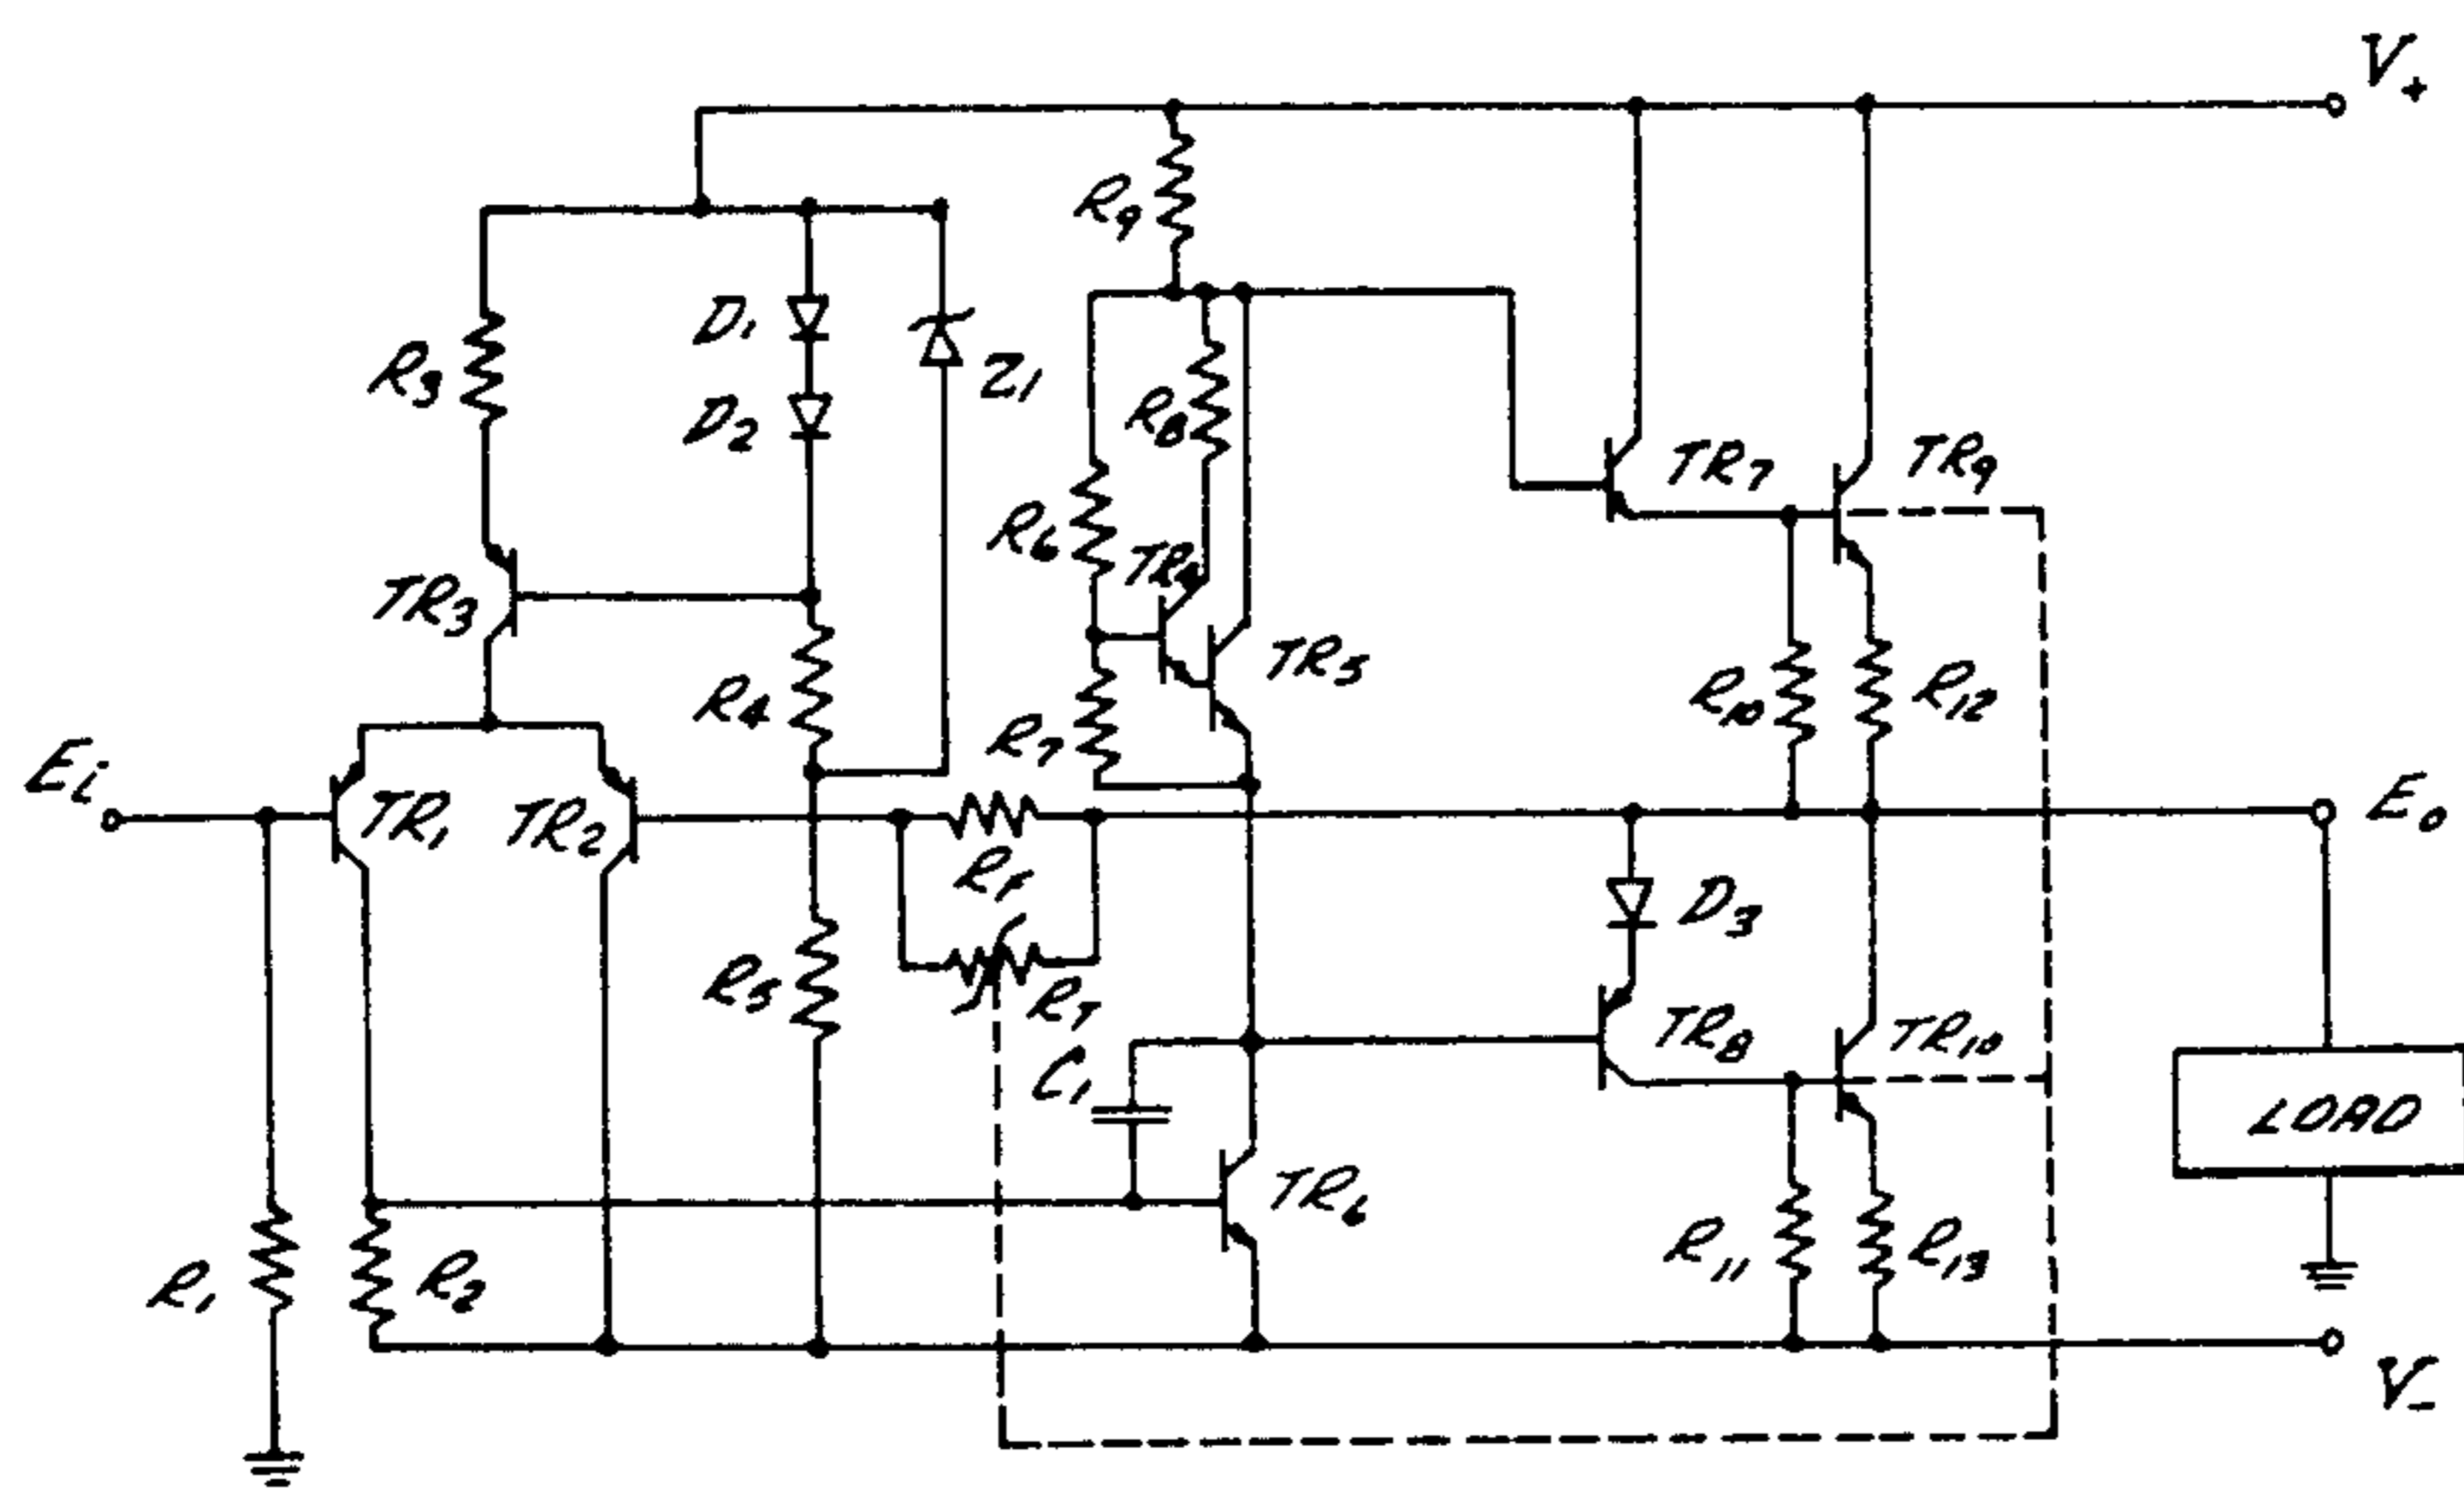 V+
R9
D1
Z1
R3
R8
D2
TR7
TR9
R6
TR4
TR3
TR5
R4
R10
R12
R7
Ei
TR1
TR2
Eo
Rf
D3
R5
RT
TR8
TR10
C1
LOAD
TR6
R1
R2
R11
R13
V-